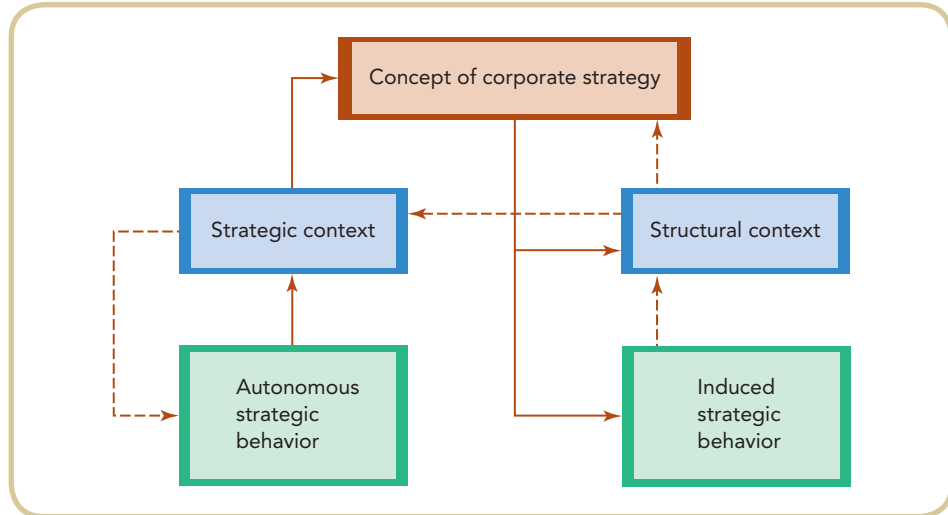 Concept of corporate strategy
Strategic context
Structural context
Autonomous
strategic
behavior
Induced
strategic
behavior